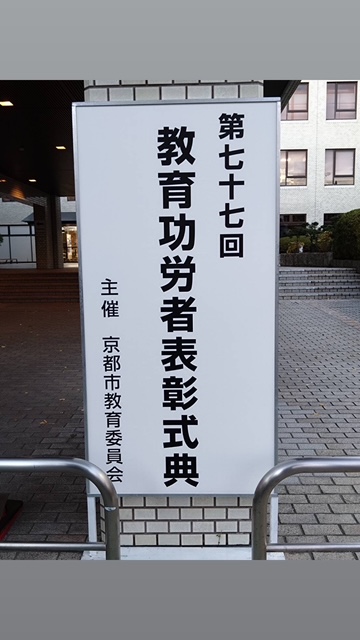 第七十七回
教育功労者表彰式典
主催　京都市教育委員会